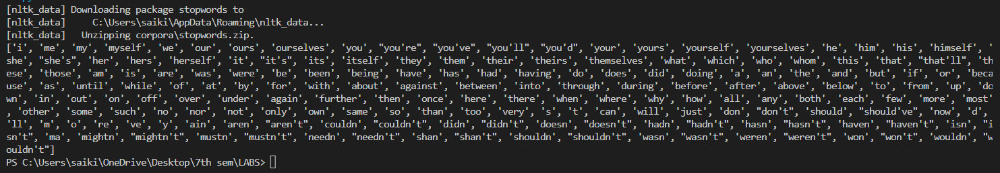 [nltk_data] Downloading package stopwords to
[nltk_data]     C:\Users\saiki\AppData\Roaming\nltk_data...
[nltk_data]   Unzipping corpora\stopwords.zip.
['i', 'me', 'my', 'myself', 'we', 'our', 'ours', 'ourselves', 'you', "you're", "you've", "you'll", "you'd", 'your', 'yours', 'yourself', 'yourselves', 'he', 'him', 'his', 'himself', '
she', "she's", 'her', 'hers', 'herself', 'it', "it's", 'its', 'itself', 'they', 'them', 'their', 'theirs', 'themselves', 'what', 'which', 'who', 'whom', 'this', 'that', "that'll", 'th
ese', 'those', 'am', 'is', 'are', 'was', 'were', 'be', 'been', 'being', 'have', 'has', 'had', 'having', 'do', 'does', 'did', 'doing', 'a', 'an', 'the', 'and', 'but', 'if', 'or', 'beca
use', 'as', 'until', 'while', 'of', 'at', 'by', 'for', 'with', 'about', 'against', 'between', 'into', 'through', 'during', 'before', 'after', 'above', 'below', 'to', 'from', 'up', 'do
wn', 'in', 'out', 'on', 'off', 'over', 'under', 'again', 'further', 'then', 'once', 'here', 'there', 'when', 'where', 'why', 'how', 'all', 'any', 'both', 'each', 'few', 'more', 'most'
, 'other', 'some', 'such', 'no', 'nor', 'not', 'only', 'own', 'same', 'so', 'than', 'too', 'very', 's', 't', 'can', 'will', 'just', 'don', "don't", 'should', "should've", 'now', 'd',
'll', 'm', 'o', 're', 've', 'y', 'ain', 'aren', "aren't", 'couldn', "couldn't", 'didn', "didn't", 'doesn', "doesn't", 'hadn', "hadn't", 'hasn', "hasn't", 'haven', "haven't", 'isn', "i
sn't", 'ma', 'mightn', "mightn't", 'mustn', "mustn't", 'needn', "needn't", 'shan', "shan't", 'shouldn', "shouldn't", 'wasn', "wasn't", 'weren', "weren't", 'won', "won't", 'wouldn', "w
ouldn't"]
PS C:\Users\saiki\OneDrive\Desktop\7th sem\LABS>